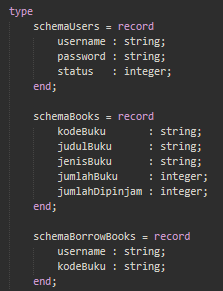 type
schemaUsers = record
username : string;
password : string;
status : integer;
end;
schemaBooks = record
kodeBuku : string;
judulBuku : string;
jenisBuku : string;
jumlahBuku : integer;
jumlahDipinjam : integer;
end;
schemaBorrowBooks = record
username : string;
kodeBuku : string;
end;